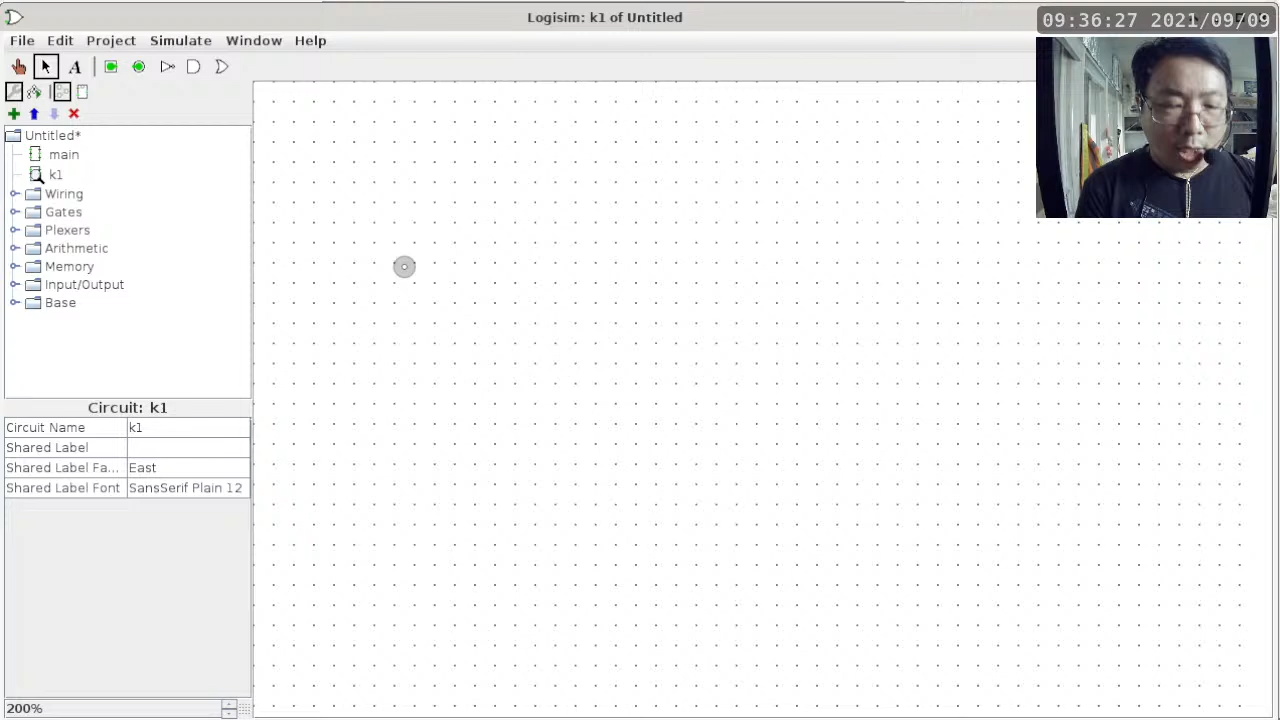 Logisim: k1 of Untitled
09:36:27 2021/09/09
File Edit Project Simulate Window Help
A
Untitled*
main
k1
Wiring
Gates
Plexers
Arithmetic
Memory
Input/Output
Base
Circuit: k1
Circuit Name k1
Shared Label
Shared Label Fa... East
Shared Label Font SansSerif Plain 12
200%